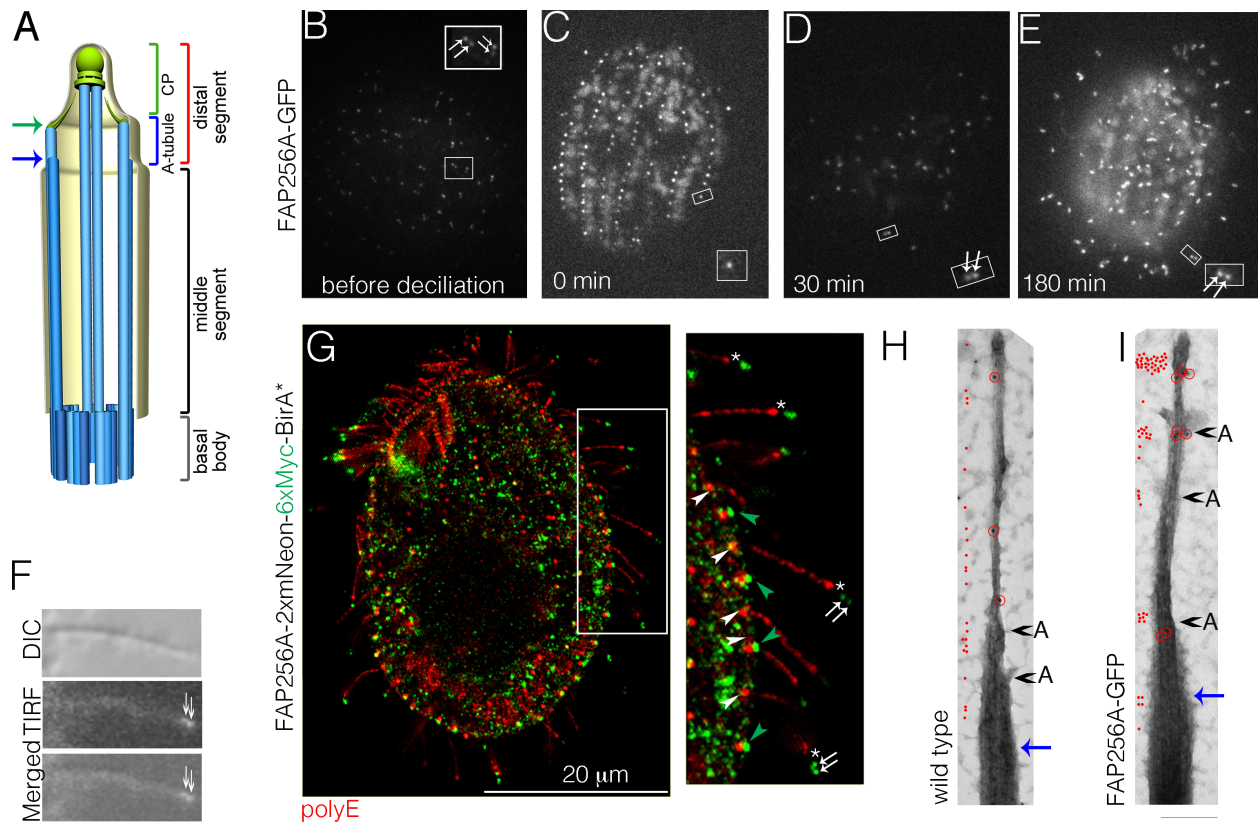 A
CP
A-tubule
distal
segment
middle
segment
basal
body
FAP256A-GFP
B
before deciliation
C
0 min
D
30 min
E
180 min
F
DIC
TIRF
Merged
FAP256A-2xmNeon-6xMyc-BirA*
G
20 μm
polyE
*
*
*
*
H
wild type
A
A
I
FAP256A-GFP
A
A
A